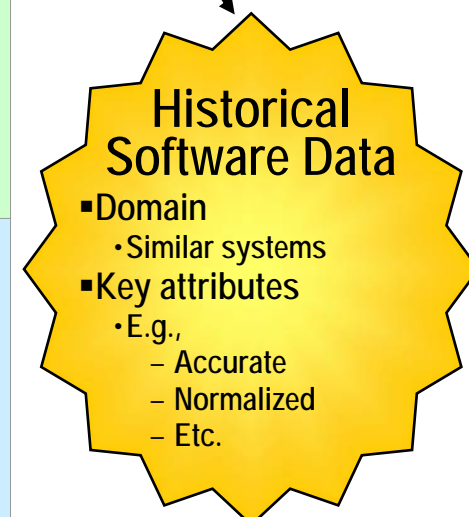 Historical
Software Data
▪Domain
•Similar systems
▪Key attributes
•E.g.,
– Accurate
– Normalized
– Etc.